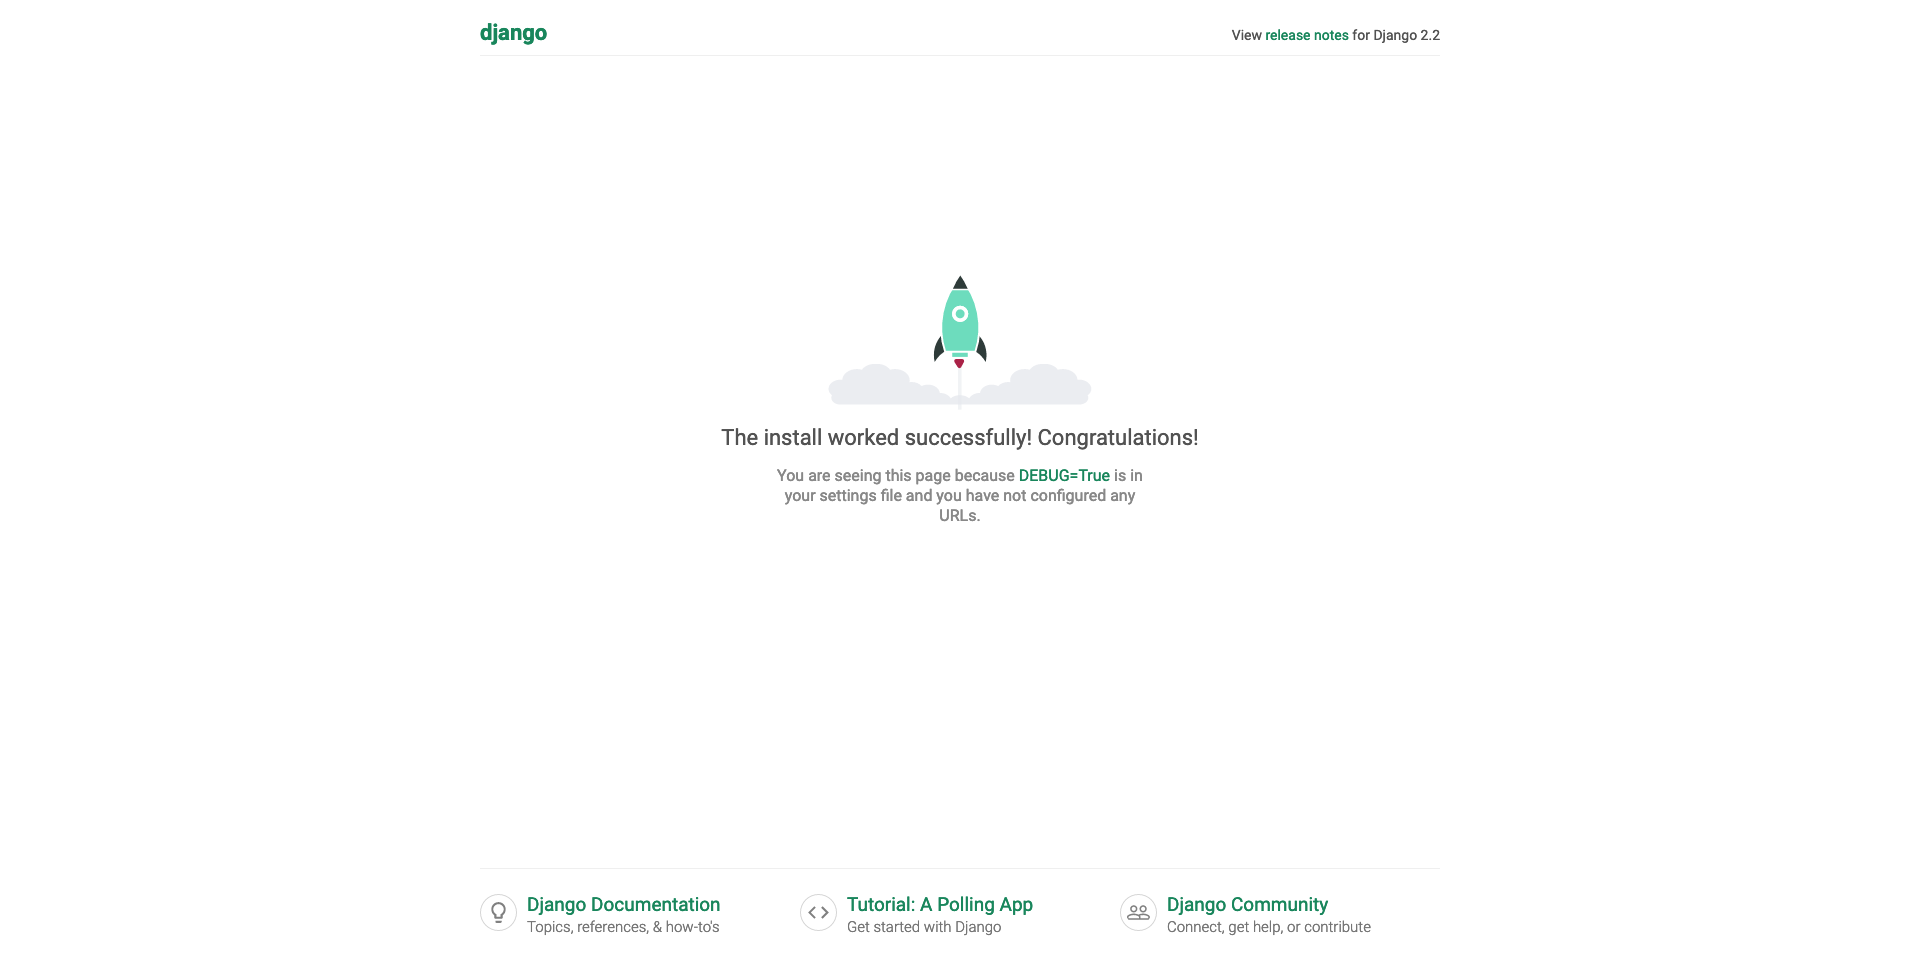 django
View release notes for Django 2.2
The install worked successfully! Congratulations!
You are seeing this page because DEBUG=True is in
your settings file and you have not configured any
URLs.
Django Documentation
Topics, references, & how-to's
Tutorial: A Polling App
Get started with Django
Django Community
Connect, get help, or contribute